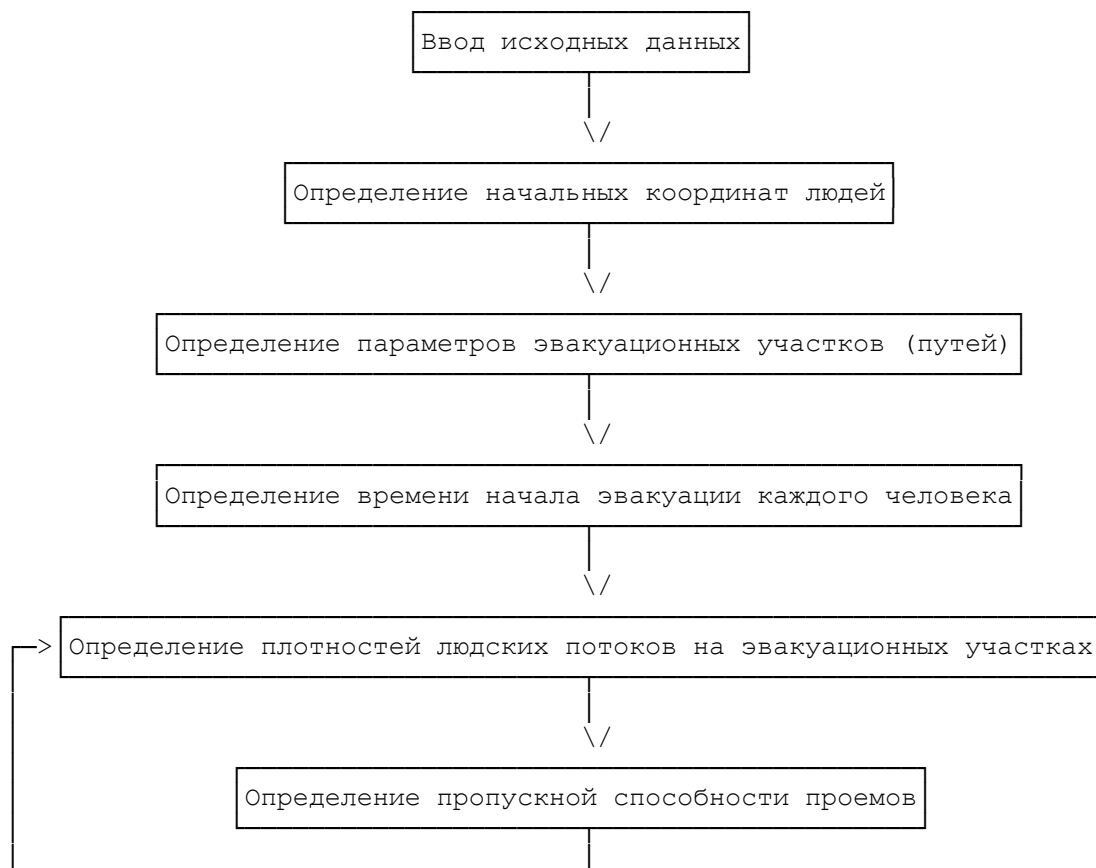 Ввод исходных данных
Определение начальных координат людей
Определение параметров эвакуационных участков (путей)
Определение времени начала эвакуации каждого человека
Определение плотностей людских потоков на эвакуационных участках
Определение пропускной способности проемов